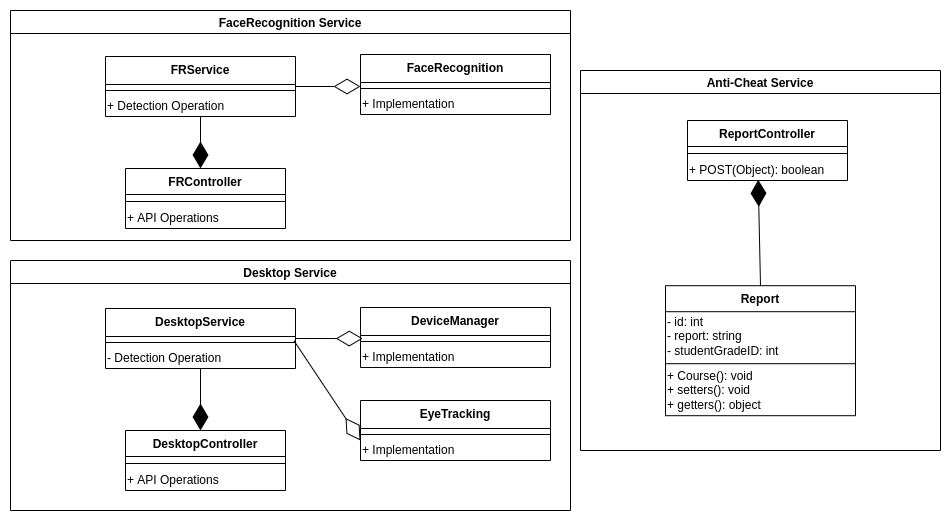 FaceRecognition Service
FRService
+ Detection Operation
FaceRecognition
+ Implementation
FRController
+ API Operations
Desktop Service
DesktopService
- Detection Operation
DeviceManager
+ Implementation
EyeTracking
+ Implementation
DesktopController
+ API Operations
Anti-Cheat Service
ReportController
+ POST(Object): boolean
Report
- id: int
- report: string
- studentGradeID: int
+ Course(): void
+ setters(): void
+ getters(): object